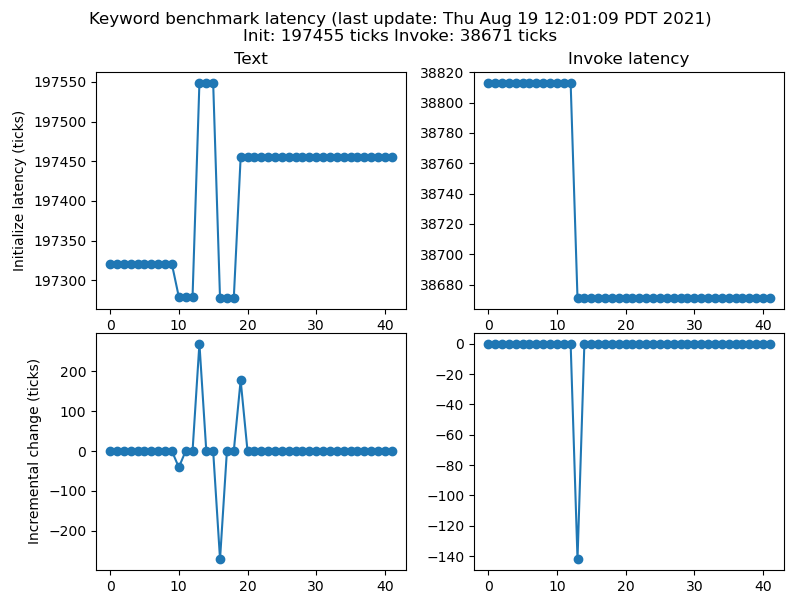 Keyword benchmark latency (last update: Thu Aug 19 12:01:09 PDT 2021)
Init: 197455 ticks Invoke: 38671 ticks
Text
Invoke latency
Initialize latency (ticks)
197550
197500
197450
197400
197350
197300
0 10 20 30 40
38820
38800
38780
38760
38740
38720
38700
38680
0 10 20 30 40
Incremental change (ticks)
200
100
0
−100
−200
0 10 20 30 40
0
−20
−40
−60
−80
−100
−120
−140
0 10 20 30 40